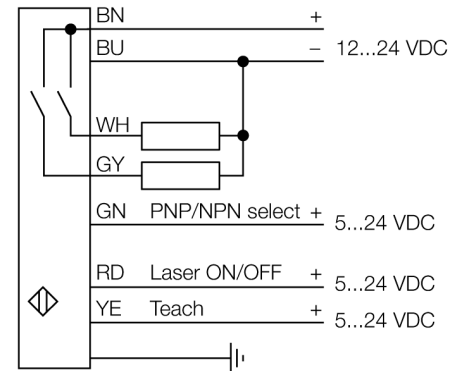 BN +
BU – 12...24 VDC
WH
GY
GN PNP/NPN select + 5...24 VDC
RD Laser ON/OFF + 5...24 VDC
YE Teach + 5...24 VDC